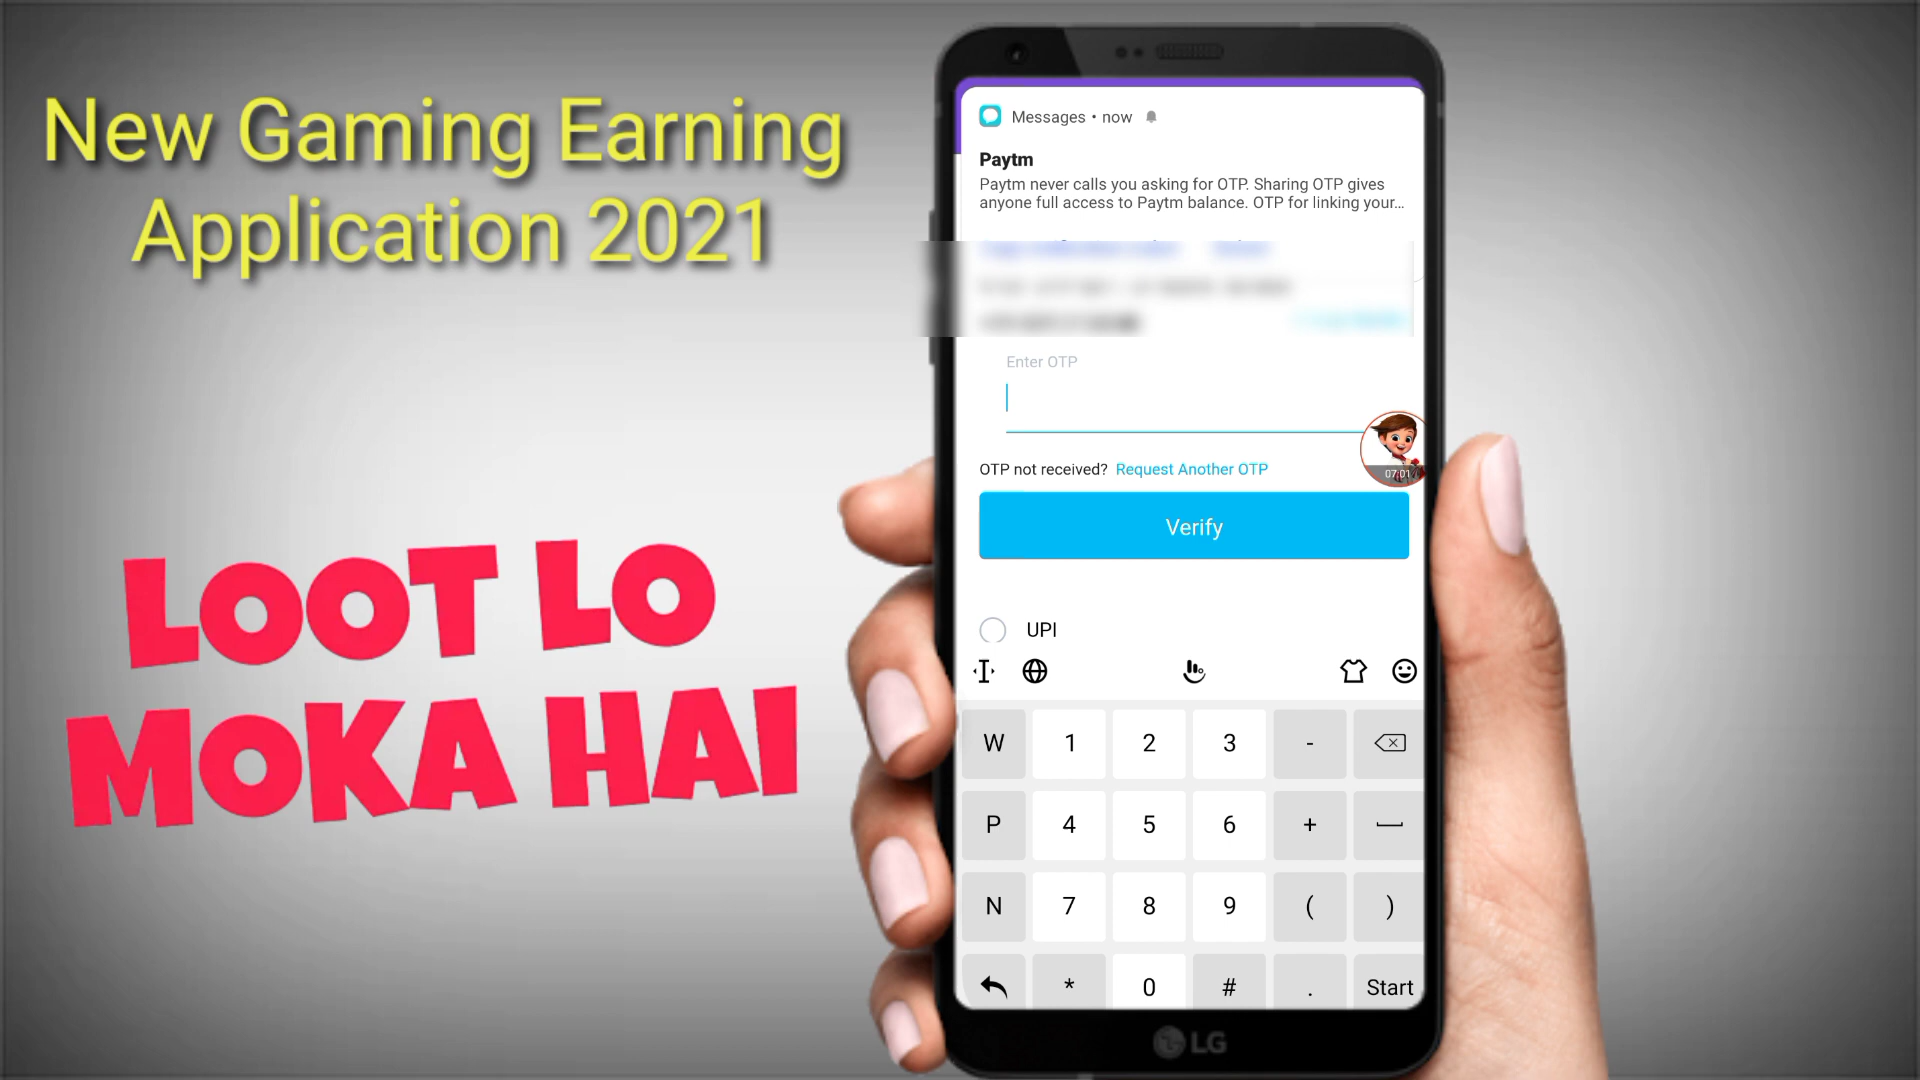 New Gaming Earning
Application 2021
LOOT LO
MOKA HAI
Messages • now
Paytm
Paytm never calls you asking for OTP. Sharing OTP gives
anyone full access to Paytm balance. OTP for linking your...
Enter OTP
07:01
OTP not received? Request Another OTP
Verify
UPI
W 1 2 3 -
P 4 5 6 +
N 7 8 9 ( )
* 0 # . Start
LG